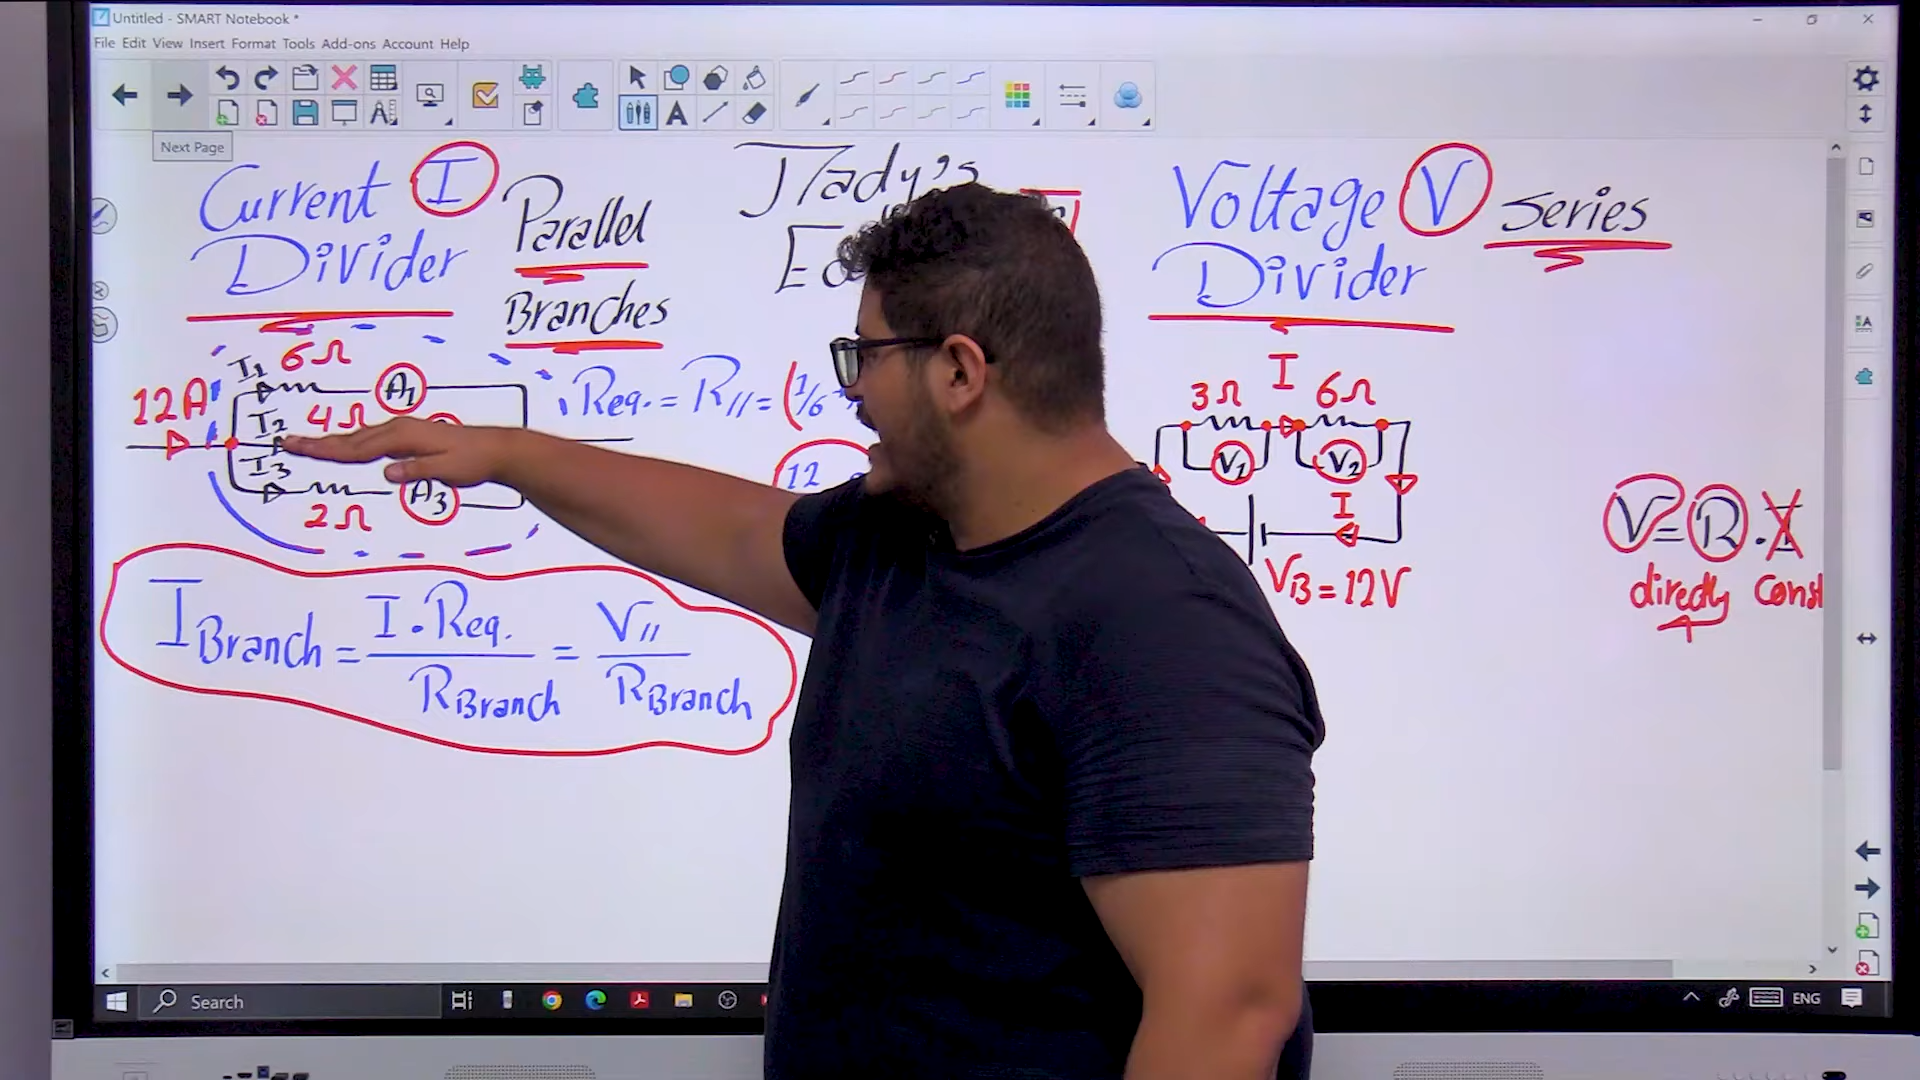 Untitled - SMART Notebook *
File Edit View Insert Format Tools Add-ons Account Help
Next Page
Current I
Divider
Parallel
Branches
Voltage V
Divider
Series
12A
I1
6Ω
A1
I2
4Ω
I3
2Ω
A3
Req. = R// = (1/6
12
I Branch = I . Req. / R Branch = V// / R Branch
I
3Ω
6Ω
V1
V2
I
VB = 12V
V = R . I
directly Const
Search
ENG